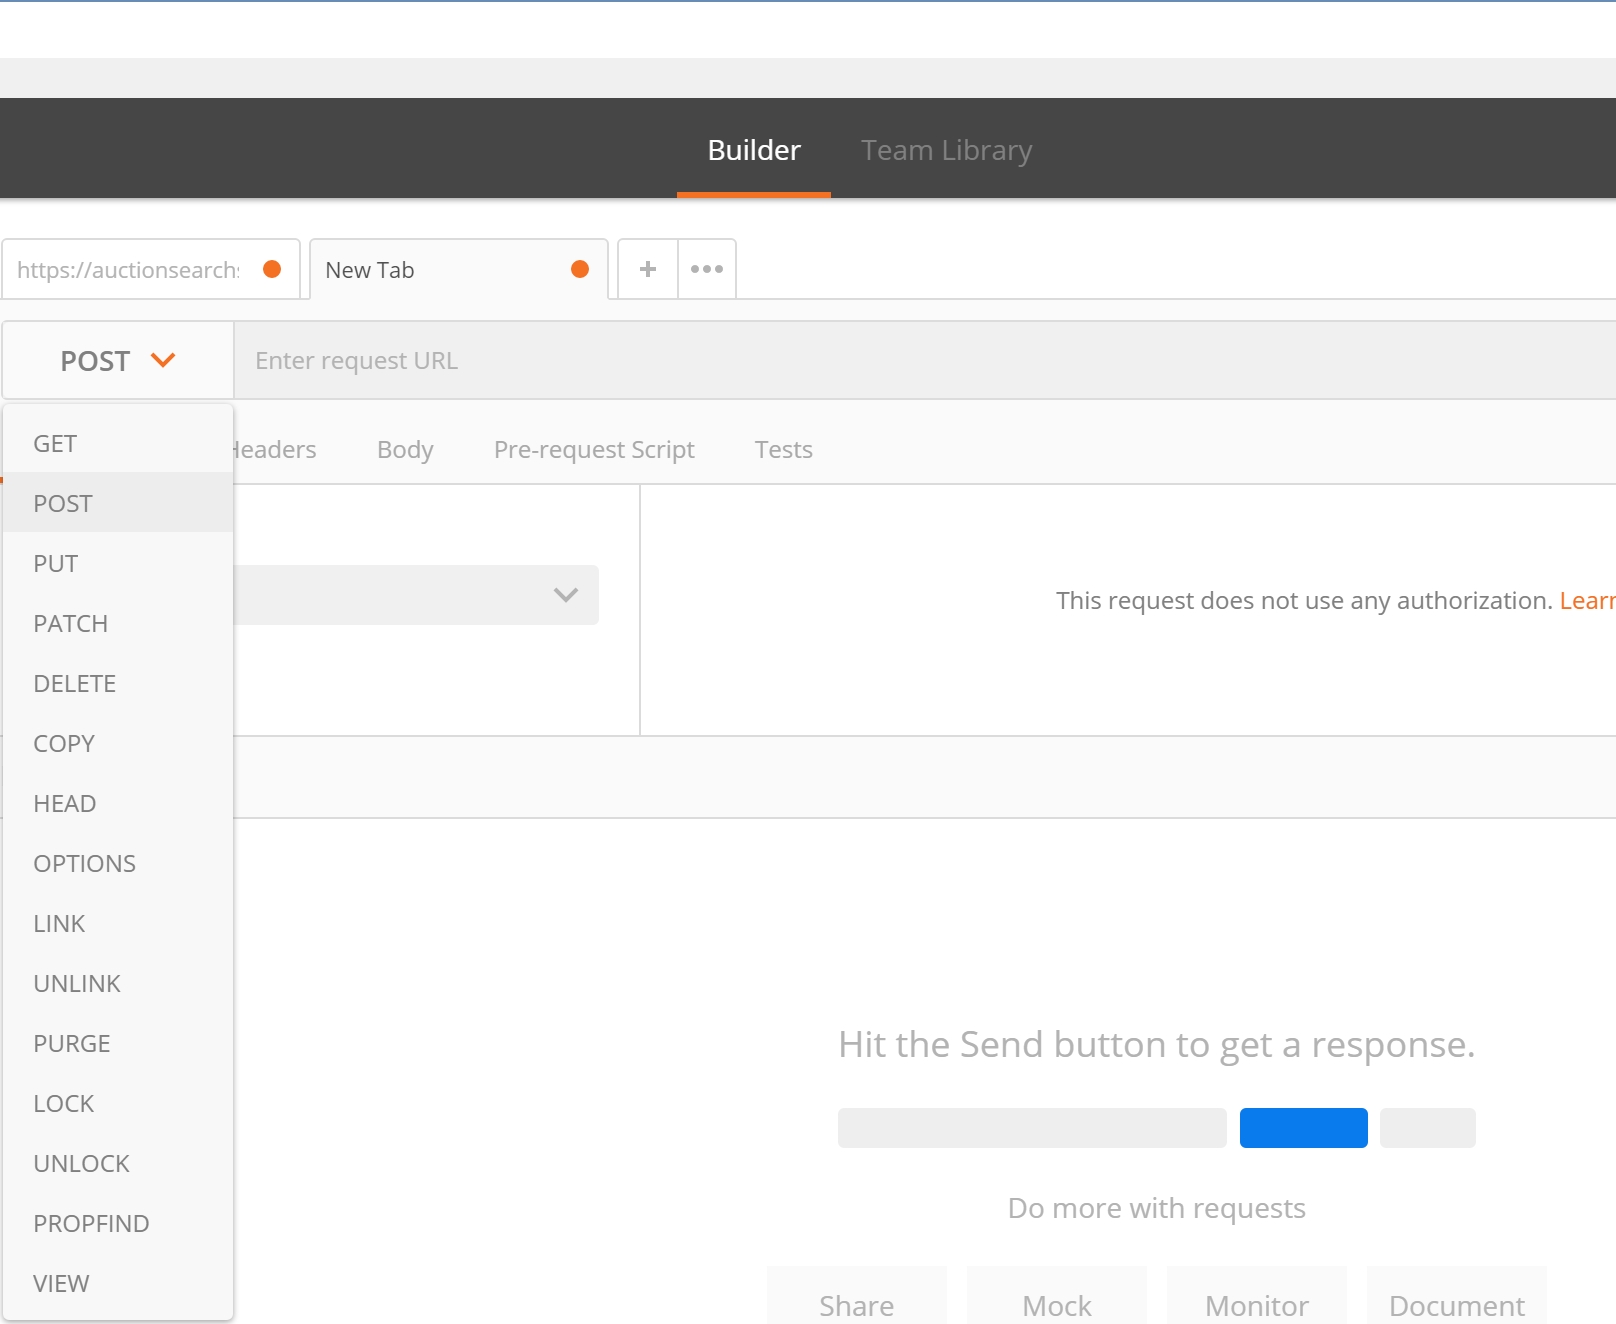 Builder Team Library
https://auctionsearch New Tab + •••
POST Enter request URL
Headers Body Pre-request Script Tests
GET
POST
PUT
PATCH
DELETE
COPY
HEAD
OPTIONS
LINK
UNLINK
PURGE
LOCK
UNLOCK
PROPFIND
VIEW
This request does not use any authorization. Learn
Hit the Send button to get a response.
Do more with requests
Share Mock Monitor Document